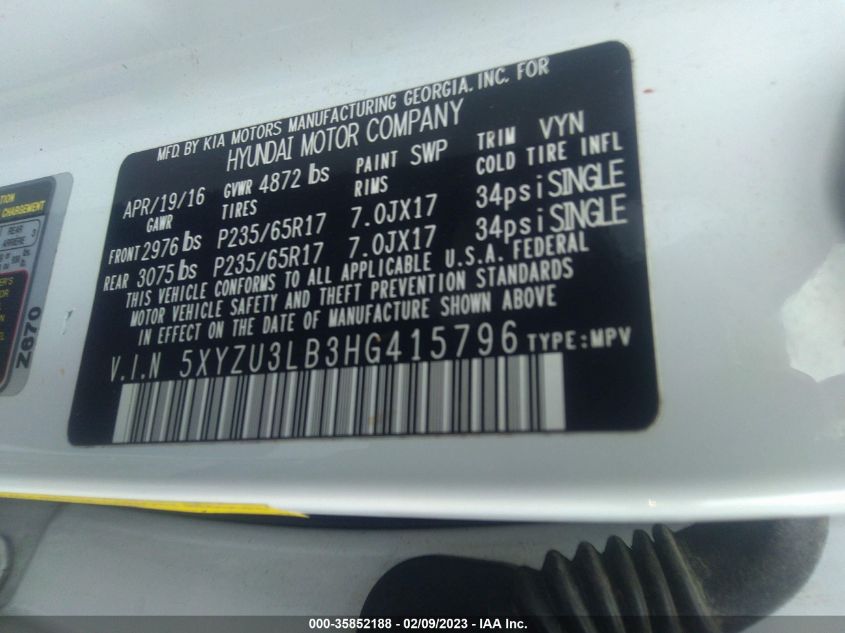 MFD. BY KIA MOTORS MANUFACTURING GEORGIA. INC. FOR
HYUNDAI MOTOR COMPANY
APR/19/16 GVWR 4872 lbs PAINT SWP TRIM VYN
GAWR TIRES RIMS COLD TIRE INFL
FRONT 2976 lbs P235/65R17 7.0JX17 34psi SINGLE
REAR 3075 lbs P235/65R17 7.0JX17 34psi SINGLE
THIS VEHICLE CONFORMS TO ALL APPLICABLE U.S.A. FEDERAL
MOTOR VEHICLE SAFETY AND THEFT PREVENTION STANDARDS
IN EFFECT ON THE DATE OF MANUFACTURE SHOWN ABOVE
V.I.N 5XYZU3LB3HG415796 TYPE:MPV
CHARGEMENT
REAR
ARRIERE 3
Z670
000-35852188 - 02/09/2023 - IAA Inc.